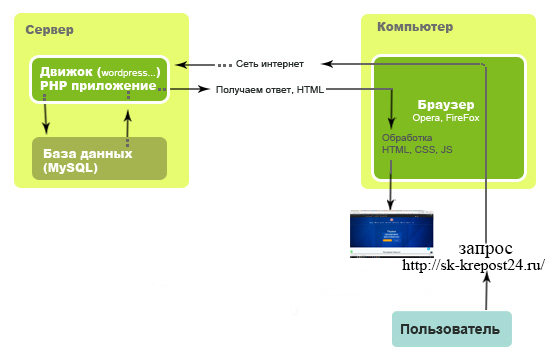 Сервер
Движок (wordpress...)
PHP приложение
База данных
(MySQL)
Сеть интернет
Получаем ответ, HTML
Компьютер
Браузер
Opera, FireFox
Обработка
HTML, CSS, JS
запрос
http://sk-krepost24.ru/
Пользователь